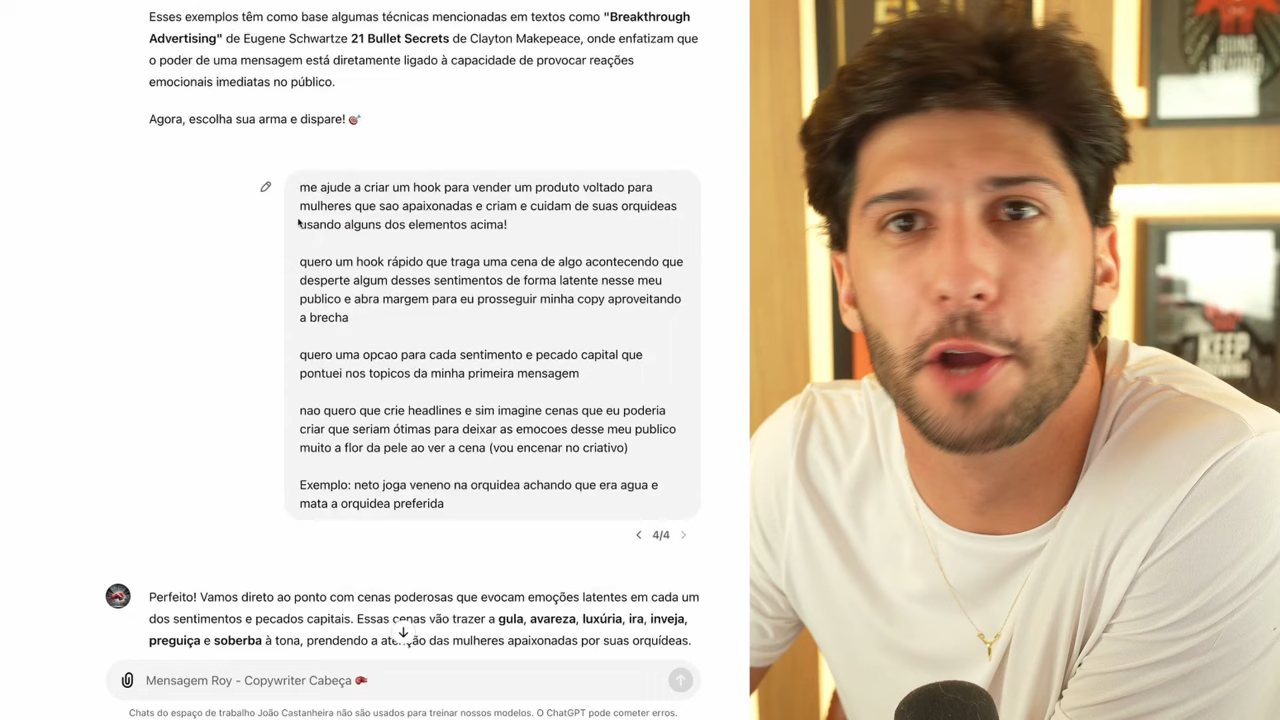 Esses exemplos têm como base algumas técnicas mencionadas em textos como "Breakthrough
Advertising" de Eugene Schwartze 21 Bullet Secrets de Clayton Makepeace, onde enfatizam que
o poder de uma mensagem está diretamente ligado à capacidade de provocar reações
emocionais imediatas no público.
Agora, escolha sua arma e dispare! 🎯
me ajude a criar um hook para vender um produto voltado para
mulheres que sao apaixonadas e criam e cuidam de suas orquideas
usando alguns dos elementos acima!
quero um hook rápido que traga uma cena de algo acontecendo que
desperte algum desses sentimentos de forma latente nesse meu
publico e abra margem para eu prosseguir minha copy aproveitando
a brecha
quero uma opcao para cada sentimento e pecado capital que
pontuei nos topicos da minha primeira mensagem
nao quero que crie headlines e sim imagine cenas que eu poderia
criar que seriam ótimas para deixar as emocoes desse meu publico
muito a flor da pele ao ver a cena (vou encenar no criativo)
Exemplo: neto joga veneno na orquidea achando que era agua e
mata a orquidea preferida
4/4
Perfeito! Vamos direto ao ponto com cenas poderosas que evocam emoções latentes em cada um
dos sentimentos e pecados capitais. Essas cenas vão trazer a gula, avareza, luxúria, ira, inveja,
preguiça e soberba à tona, prendendo a atenção das mulheres apaixonadas por suas orquídeas.
Mensagem Roy - Copywriter Cabeça 🥊
Chats do espaço de trabalho João Castanheira não são usados para treinar nossos modelos. O ChatGPT pode cometer erros.
KEEP